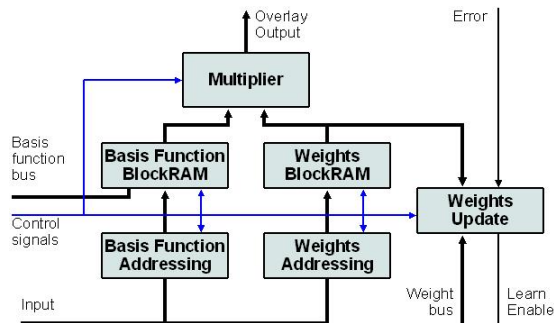 Overlay
Output
Error
Multiplier
Basis
function
bus
Basis Function
BlockRAM
Weights
BlockRAM
Control
signals
Weights
Update
Basis Function
Addressing
Weights
Addressing
Input
Weight
bus
Learn
Enable